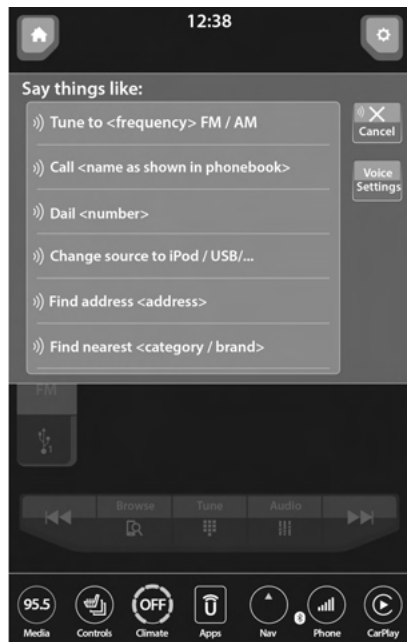 12:38
Say things like:
Tune to <frequency> FM / AM
Cancel
Call <name as shown in phonebook>
Voice
Settings
Dail <number>
Change source to iPod / USB/...
Find address <address>
Find nearest <category / brand>
FM
1
Browse Tune Audio
95.5 OFF
Media Controls Climate Apps Nav Phone CarPlay